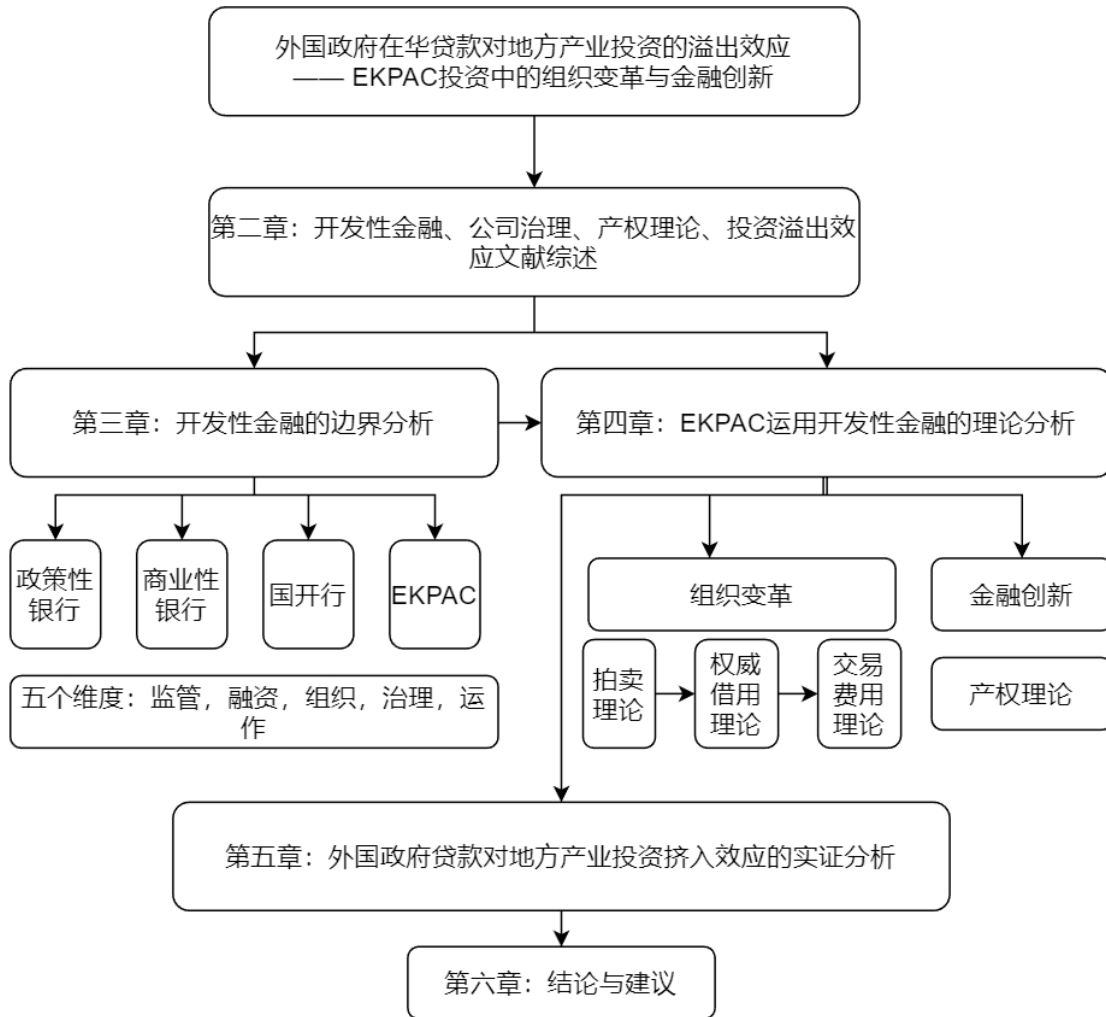 外国政府在华贷款对地方产业投资的溢出效应
—— EKPAC投资中的组织变革与金融创新
第二章：开发性金融、公司治理、产权理论、投资溢出效
应文献综述
第三章：开发性金融的边界分析
第四章：EKPAC运用开发性金融的理论分析
政策性
银行
商业性
银行
国开行
EKPAC
组织变革
金融创新
五个维度：监管，融资，组织，治理，运
作
拍卖
理论
权威
借用
理论
交易
费用
理论
产权理论
第五章：外国政府贷款对地方产业投资挤入效应的实证分析
第六章：结论与建议